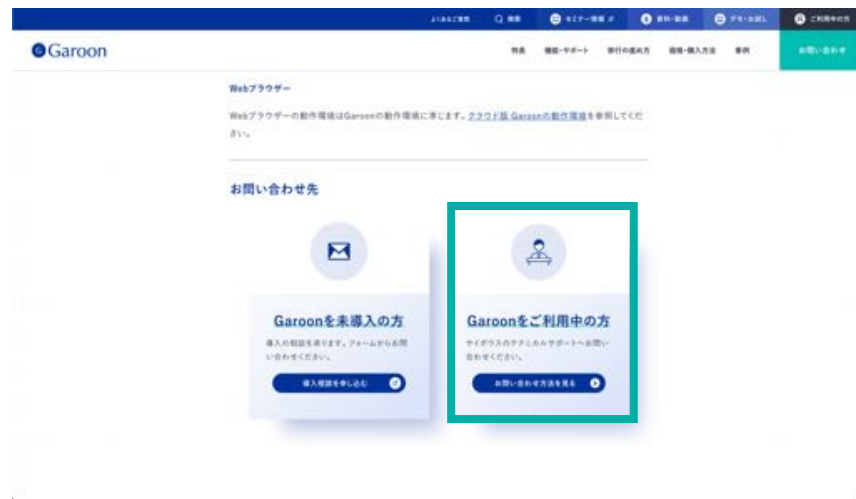 よくあるご質問 検索 セミナー情報 資料・動画 デモ・お試し ご利用中の方
Garoon
特長 機能・サポート 移行の進め方 価格・購入方法 事例 お問い合わせ
Webブラウザー
Webブラウザーの動作環境はGaroonの動作環境に準じます。クラウド版 Garoonの動作環境を参照してくだ
さい。
お問い合わせ先
Garoonを未導入の方
導入の相談を承ります。フォームからお問
い合わせください。
導入相談を申し込む
Garoonをご利用中の方
サイボウズのテクニカルサポートへお問い
合わせください。
お問い合わせ方法を見る